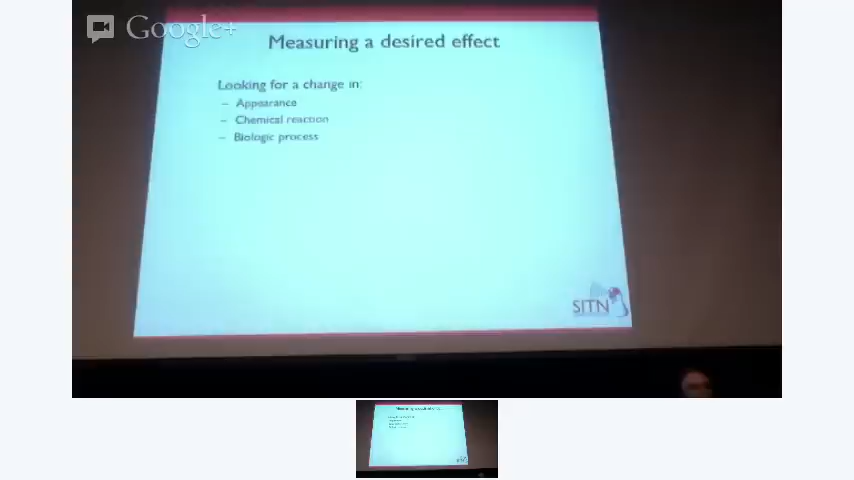 Google+
Measuring a desired effect
Looking for a change in:
– Appearance
– Chemical reaction
– Biologic process
SITN